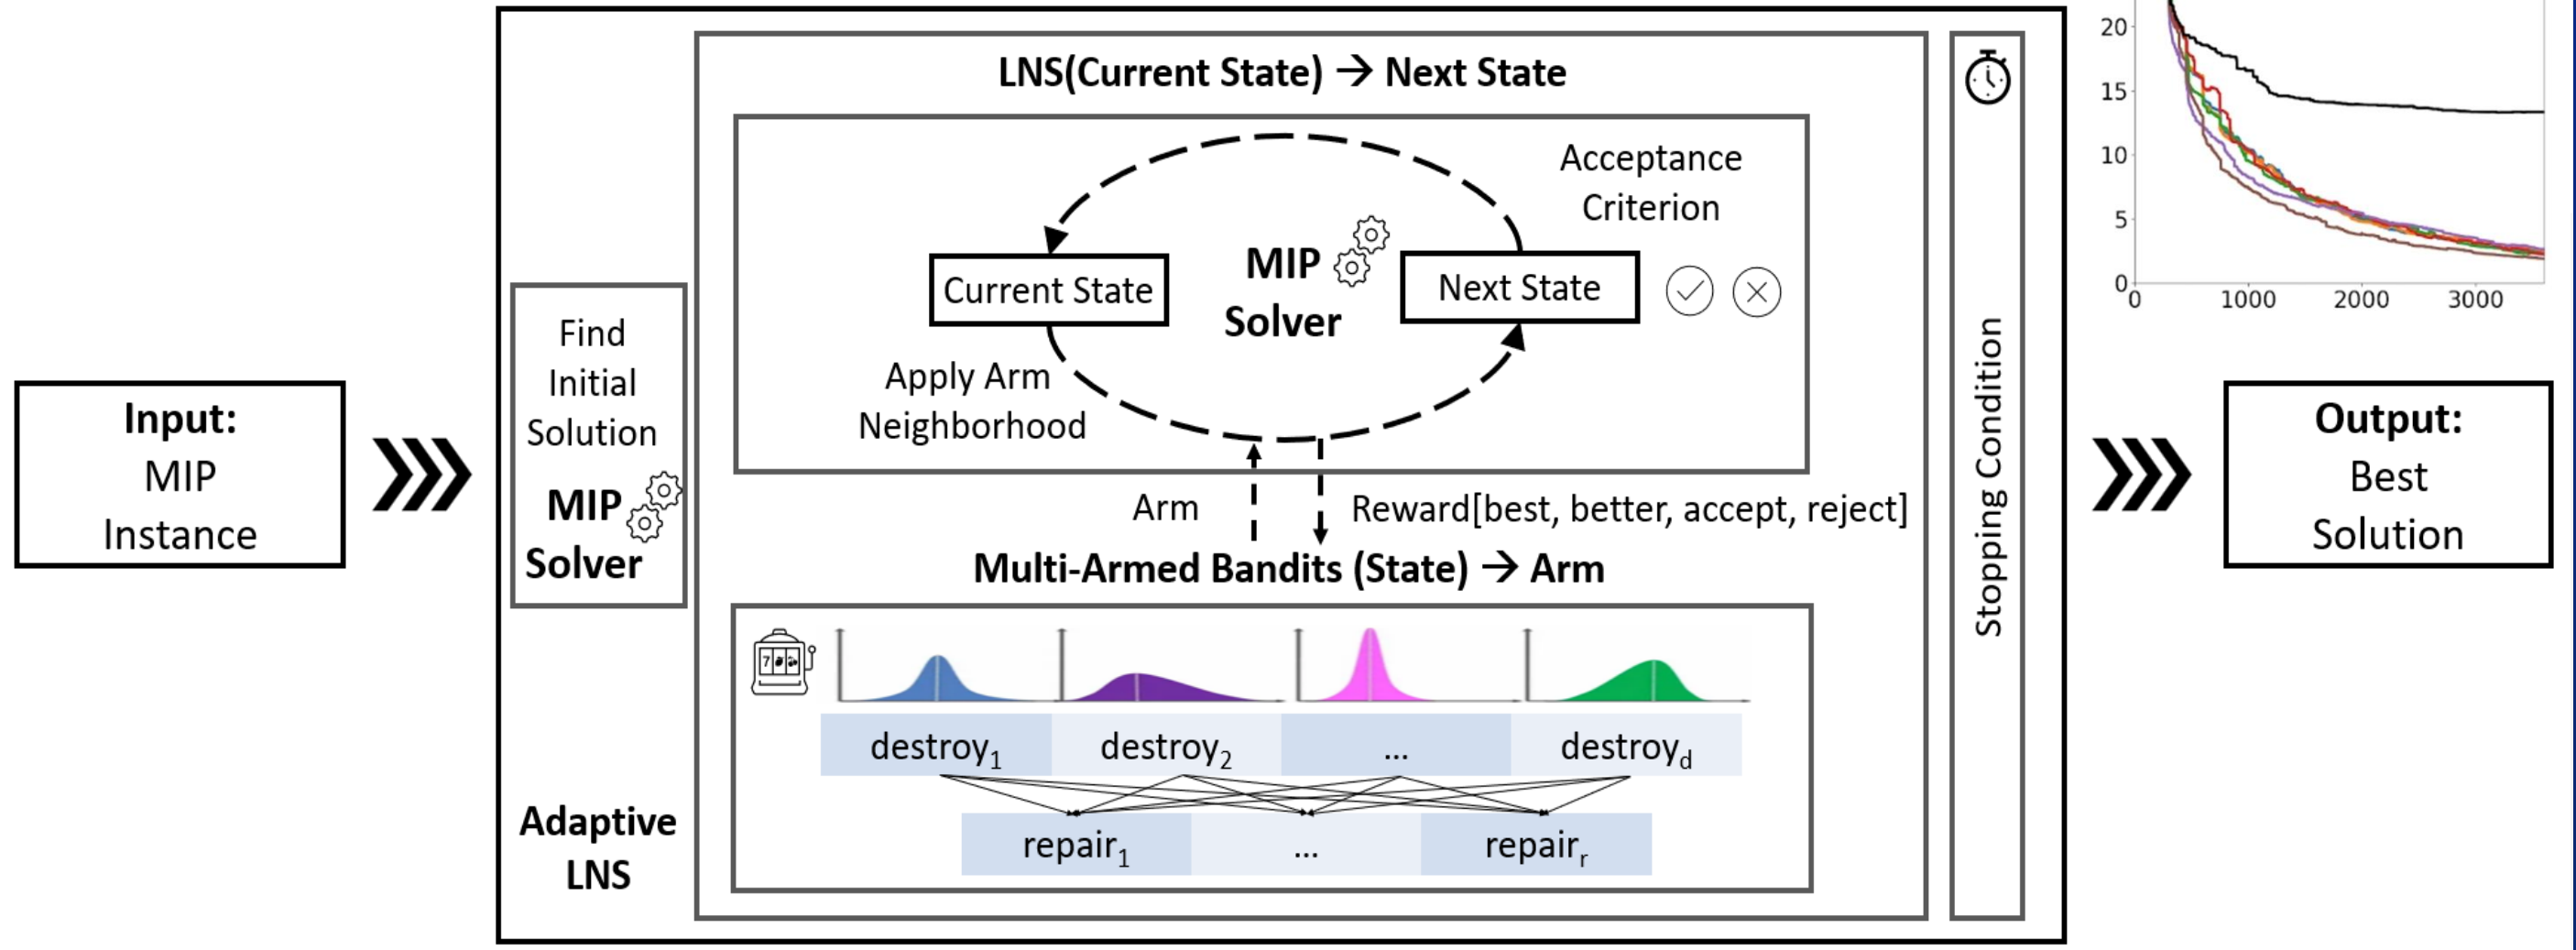 Input:
MIP
Instance
Find
Initial
Solution
MIP
Solver
Adaptive
LNS
LNS(Current State) → Next State
Acceptance
Criterion
Current State
MIP
Solver
Next State
Apply Arm
Neighborhood
Arm
Reward[best, better, accept, reject]
Multi-Armed Bandits (State) → Arm
7
destroy1
destroy2
...
destroyd
repair1
...
repairr
Stopping Condition
20
15
10
5
0
0 1000 2000 3000
Output:
Best
Solution